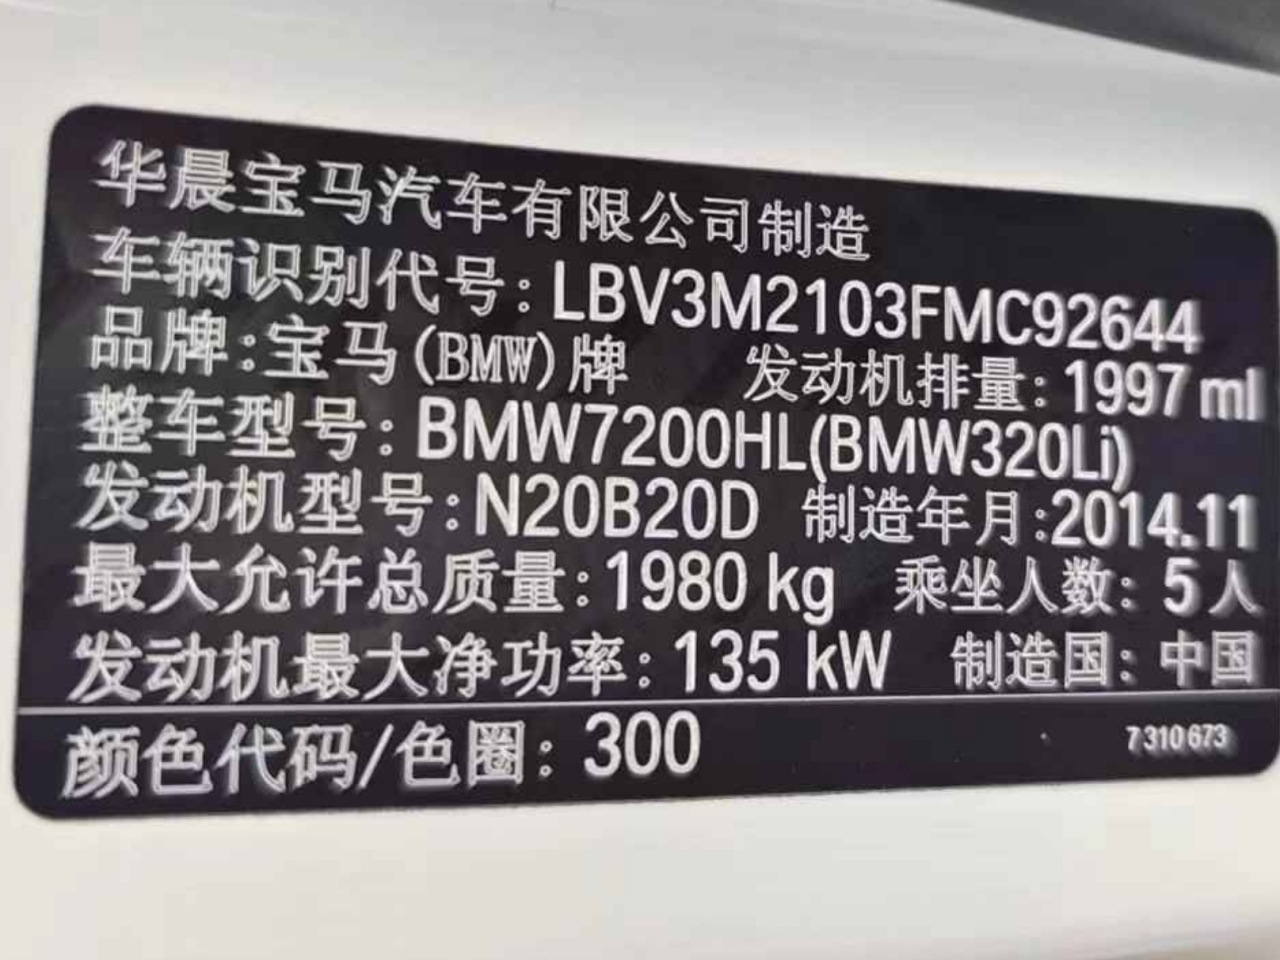 华晨宝马汽车有限公司制造
车辆识别代号：LBV3M2103FMC92644
品牌：宝马(BMW)牌 发动机排量：1997 ml
整车型号：BMW7200HL(BMW320Li)
发动机型号：N20B20D 制造年月：2014.11
最大允许总质量：1980 kg 乘坐人数：5人
发动机最大净功率：135 kW 制造国：中国
颜色代码/色圈：300 7310673